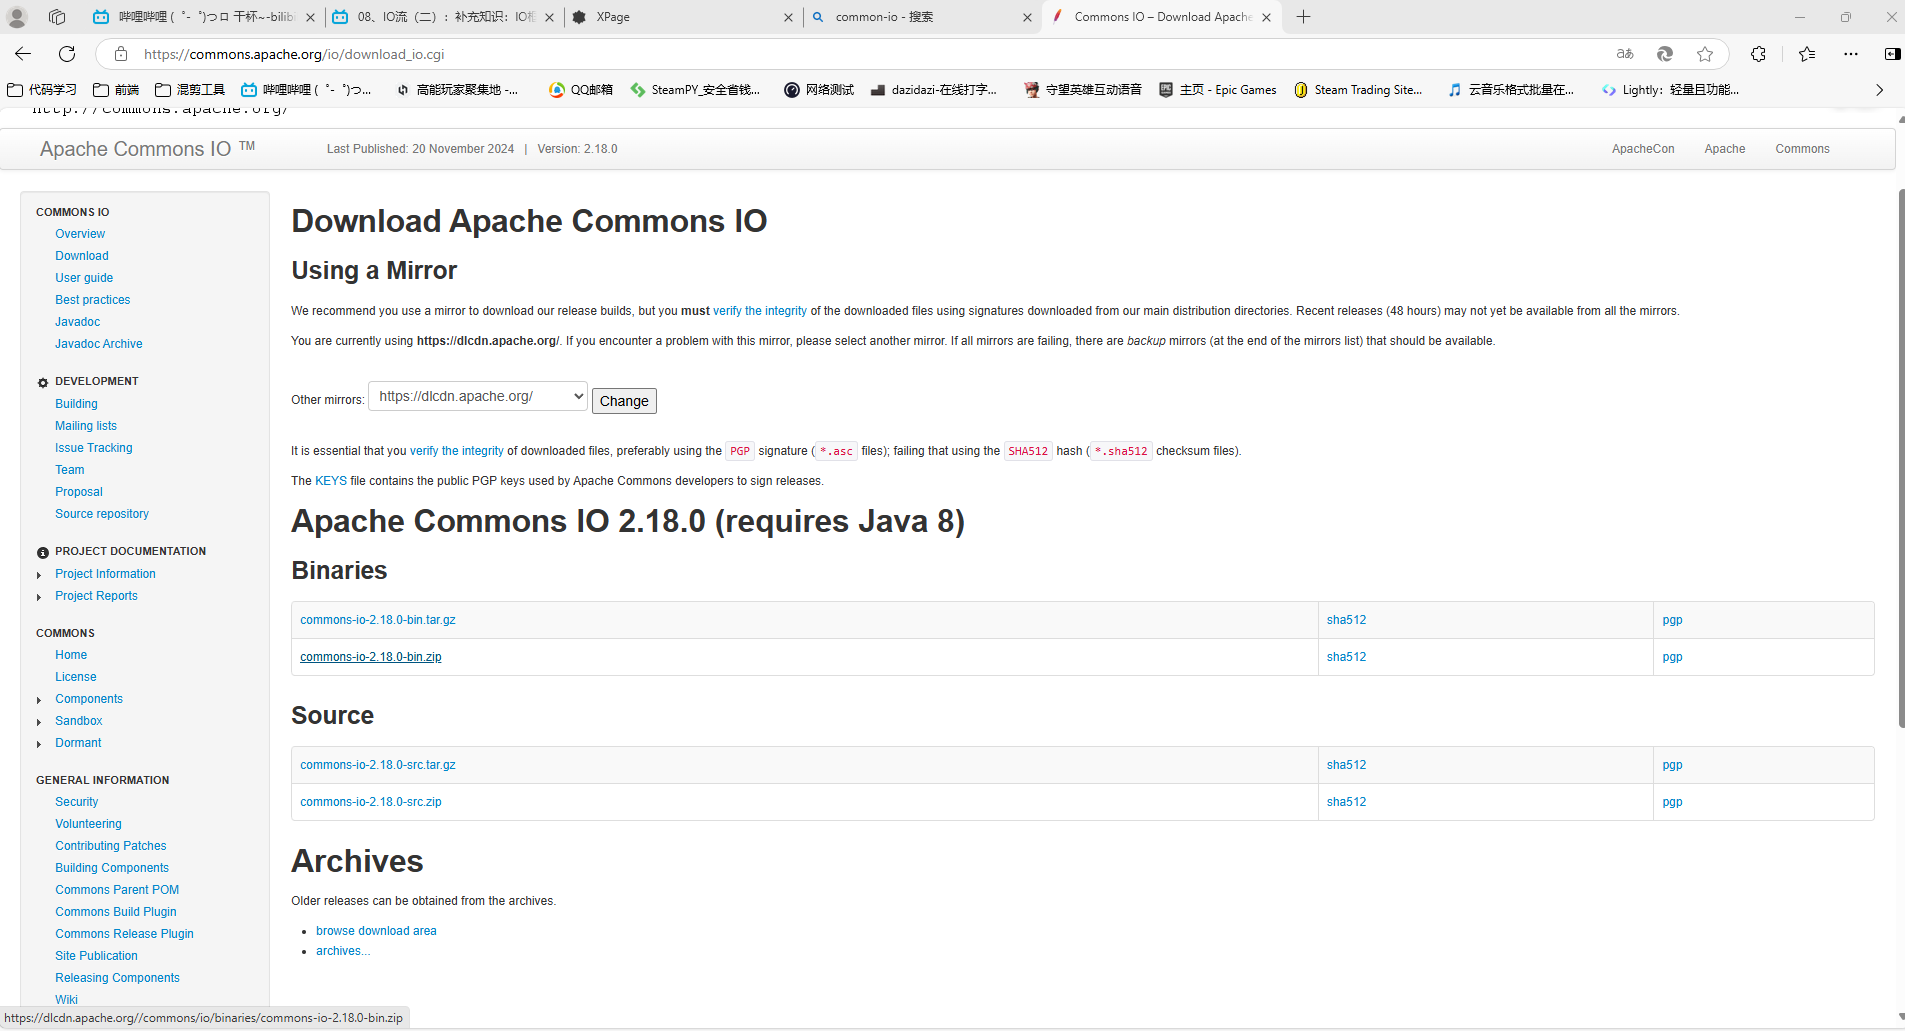 哔哩哔哩 (゜-゜)つロ 干杯~-bilibi
08、IO流（二）：补充知识：IO框
XPage
common-io - 搜索
Commons IO – Download Apache
https://commons.apache.org/io/download_io.cgi
代码学习
前端
混剪工具
哔哩哔哩 (゜-゜)つ...
高能玩家聚集地 -...
QQ邮箱
SteamPY_安全省钱...
网络测试
dazidazi-在线打字...
守望英雄互动语音
主页 - Epic Games
Steam Trading Site...
云音乐格式批量在...
Lightly：轻量且功能...
http://commons.apache.org/
Apache Commons IO ™
Last Published: 20 November 2024 | Version: 2.18.0
ApacheCon
Apache
Commons
COMMONS IO
Overview
Download
User guide
Best practices
Javadoc
Javadoc Archive
DEVELOPMENT
Building
Mailing lists
Issue Tracking
Team
Proposal
Source repository
PROJECT DOCUMENTATION
Project Information
Project Reports
COMMONS
Home
License
Components
Sandbox
Dormant
GENERAL INFORMATION
Security
Volunteering
Contributing Patches
Building Components
Commons Parent POM
Commons Build Plugin
Commons Release Plugin
Site Publication
Releasing Components
Wiki
Download Apache Commons IO
Using a Mirror
We recommend you use a mirror to download our release builds, but you must verify the integrity of the downloaded files using signatures downloaded from our main distribution directories. Recent releases (48 hours) may not yet be available from all the mirrors.
You are currently using https://dlcdn.apache.org/. If you encounter a problem with this mirror, please select another mirror. If all mirrors are failing, there are backup mirrors (at the end of the mirrors list) that should be available.
Other mirrors: https://dlcdn.apache.org/ Change
It is essential that you verify the integrity of downloaded files, preferably using the PGP signature (*.asc files); failing that using the SHA512 hash (*.sha512 checksum files).
The KEYS file contains the public PGP keys used by Apache Commons developers to sign releases.
Apache Commons IO 2.18.0 (requires Java 8)
Binaries
commons-io-2.18.0-bin.tar.gz sha512 pgp
commons-io-2.18.0-bin.zip sha512 pgp
Source
commons-io-2.18.0-src.tar.gz sha512 pgp
commons-io-2.18.0-src.zip sha512 pgp
Archives
Older releases can be obtained from the archives.
browse download area
archives...
https://dlcdn.apache.org//commons/io/binaries/commons-io-2.18.0-bin.zip